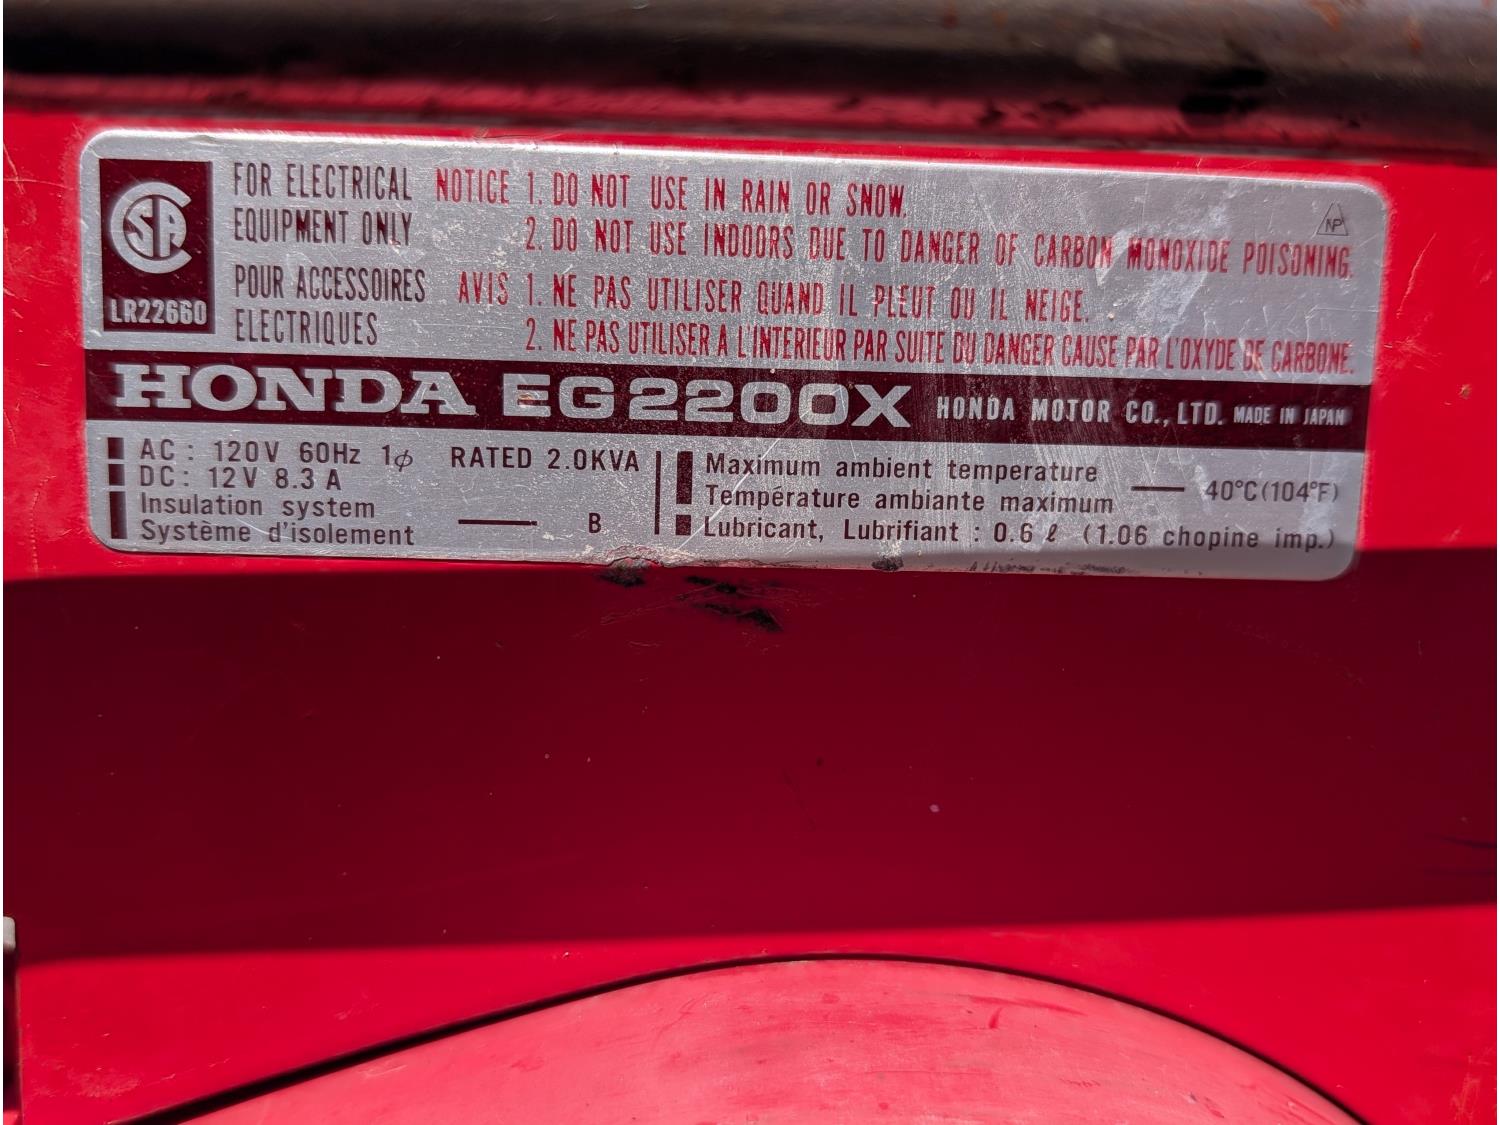 CSA
LR22660
FOR ELECTRICAL
EQUIPMENT ONLY
POUR ACCESSOIRES
ELECTRIQUES
NOTICE 1. DO NOT USE IN RAIN OR SNOW.
2. DO NOT USE INDOORS DUE TO DANGER OF CARBON MONOXIDE POISONING.
AVIS 1. NE PAS UTILISER QUAND IL PLEUT OU IL NEIGE.
2. NE PAS UTILISER A L'INTERIEUR PAR SUITE DU DANGER CAUSE PAR L'OXYDE DE CARBONE.
NP
HONDA EG2200X HONDA MOTOR CO., LTD. MADE IN JAPAN
AC : 120V 60Hz 1φ RATED 2.0KVA
DC : 12V 8.3 A
Insulation system
Système d'isolement — B
Maximum ambient temperature
Température ambiante maximum — 40°C(104°F)
Lubricant, Lubrifiant : 0.6 ℓ (1.06 chopine imp.)